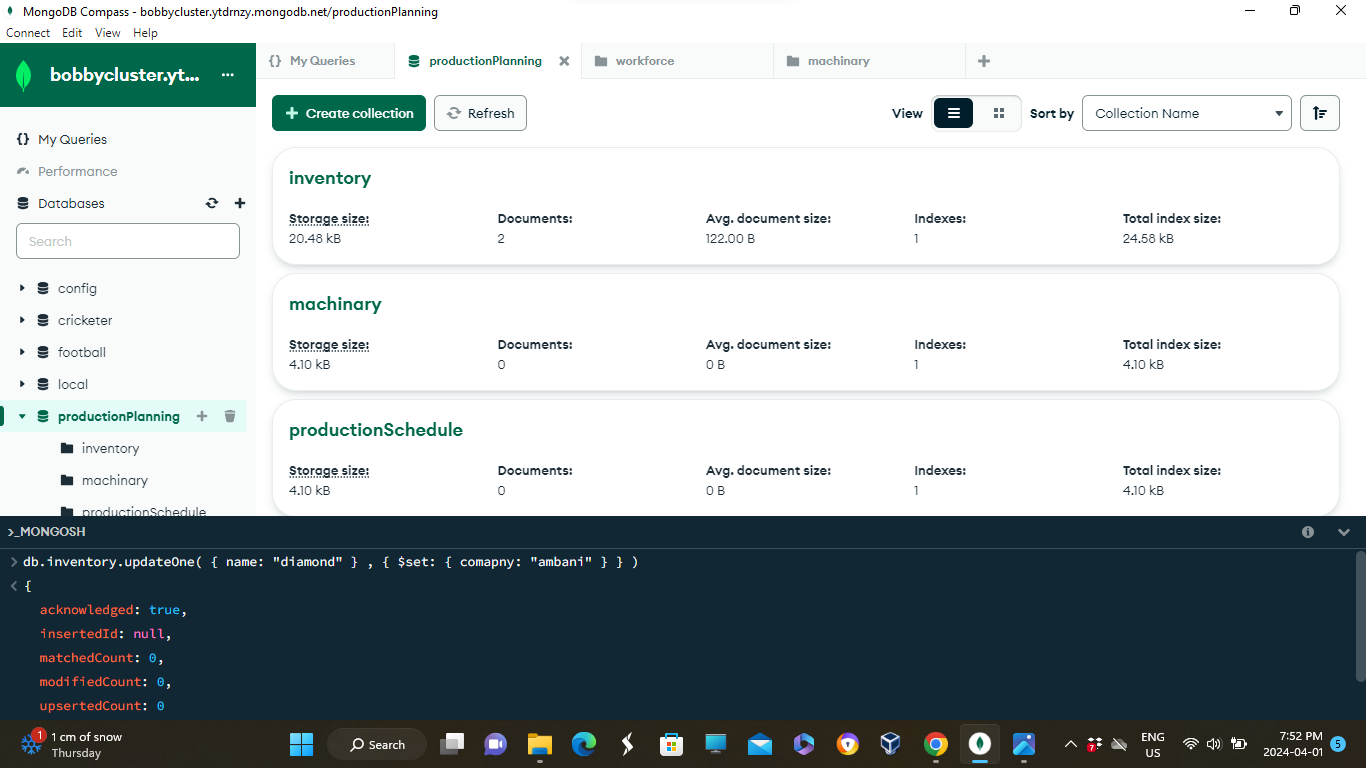 MongoDB Compass - bobbycluster.ytdrnzy.mongodb.net/productionPlanning
Connect Edit View Help
bobbycluster.yt... ...
{} My Queries
productionPlanning
workforce
machinary
Create collection
Refresh
View
Sort by
Collection Name
{} My Queries
Performance
Databases
Search
config
cricketer
football
local
productionPlanning
inventory
machinary
productionSchedule
inventory
Storage size: Documents: Avg. document size: Indexes: Total index size:
20.48 kB 2 122.00 B 1 24.58 kB
machinary
Storage size: Documents: Avg. document size: Indexes: Total index size:
4.10 kB 0 0 B 1 4.10 kB
productionSchedule
Storage size: Documents: Avg. document size: Indexes: Total index size:
4.10 kB 0 0 B 1 4.10 kB
>_MONGOSH
> db.inventory.updateOne( { name: "diamond" } , { $set: { comapny: "ambani" } } )
< {
acknowledged: true,
insertedId: null,
matchedCount: 0,
modifiedCount: 0,
upsertedCount: 0
1
1 cm of snow
Thursday
Search
7
ENG
US
7:52 PM
2024-04-01
5